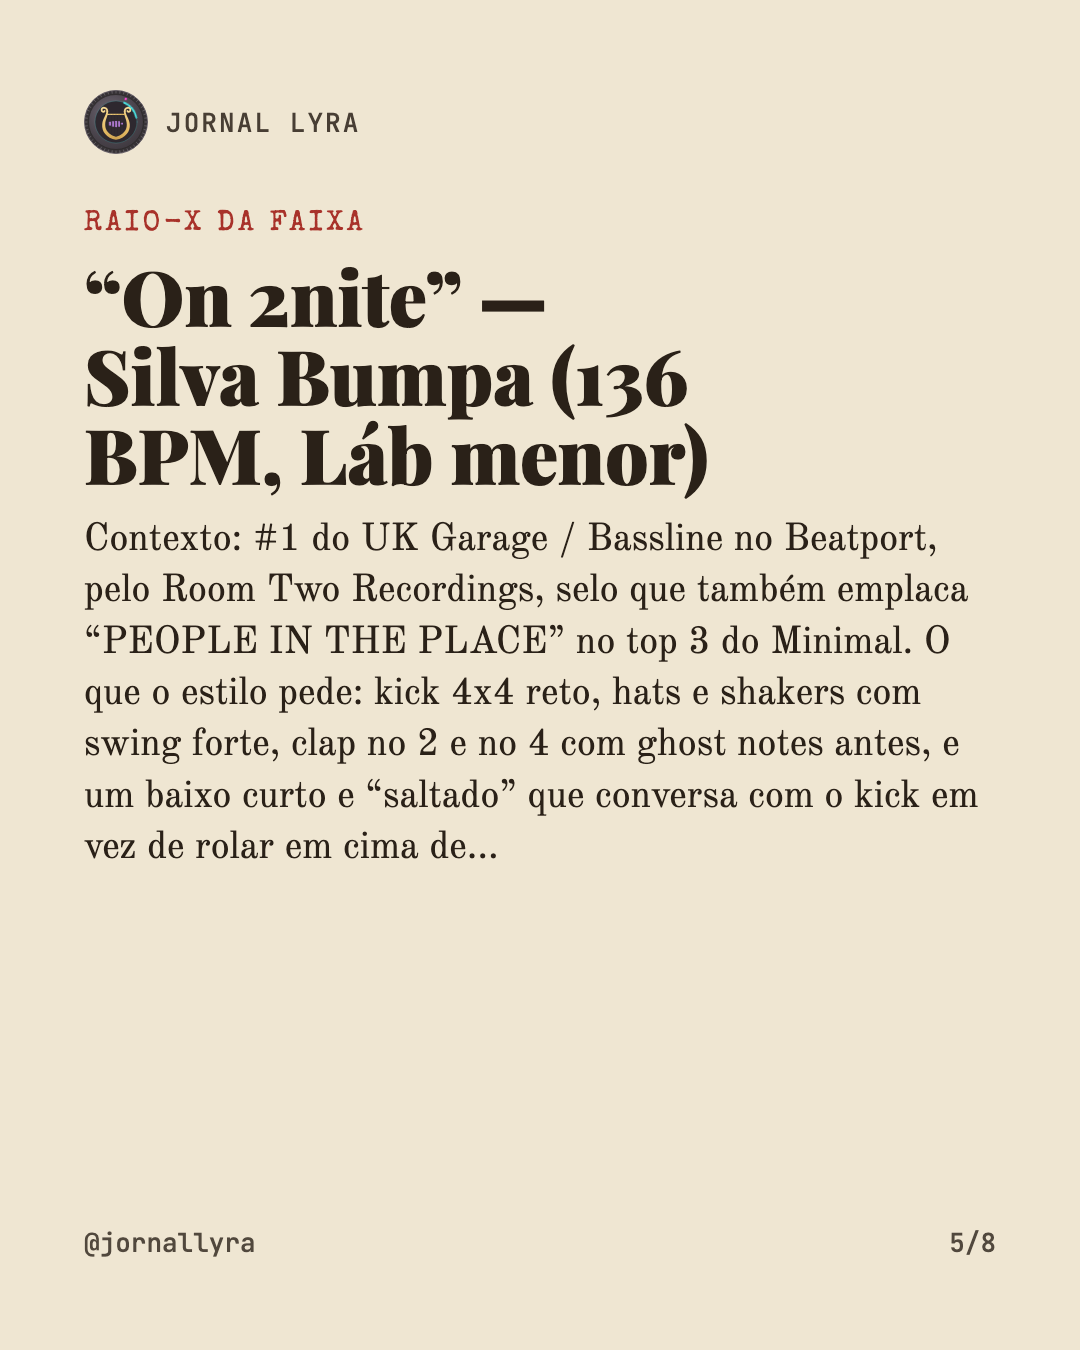 JORNAL LYRA
RAIO-X DA FAIXA
“On 2nite” —
Silva Bumpa (136
BPM, Láb menor)
Contexto: #1 do UK Garage / Bassline no Beatport,
pelo Room Two Recordings, selo que também emplaca
“PEOPLE IN THE PLACE” no top 3 do Minimal. O
que o estilo pede: kick 4x4 reto, hats e shakers com
swing forte, clap no 2 e no 4 com ghost notes antes, e
um baixo curto e “saltado” que conversa com o kick em
vez de rolar em cima de...
@jornallyra
5/8